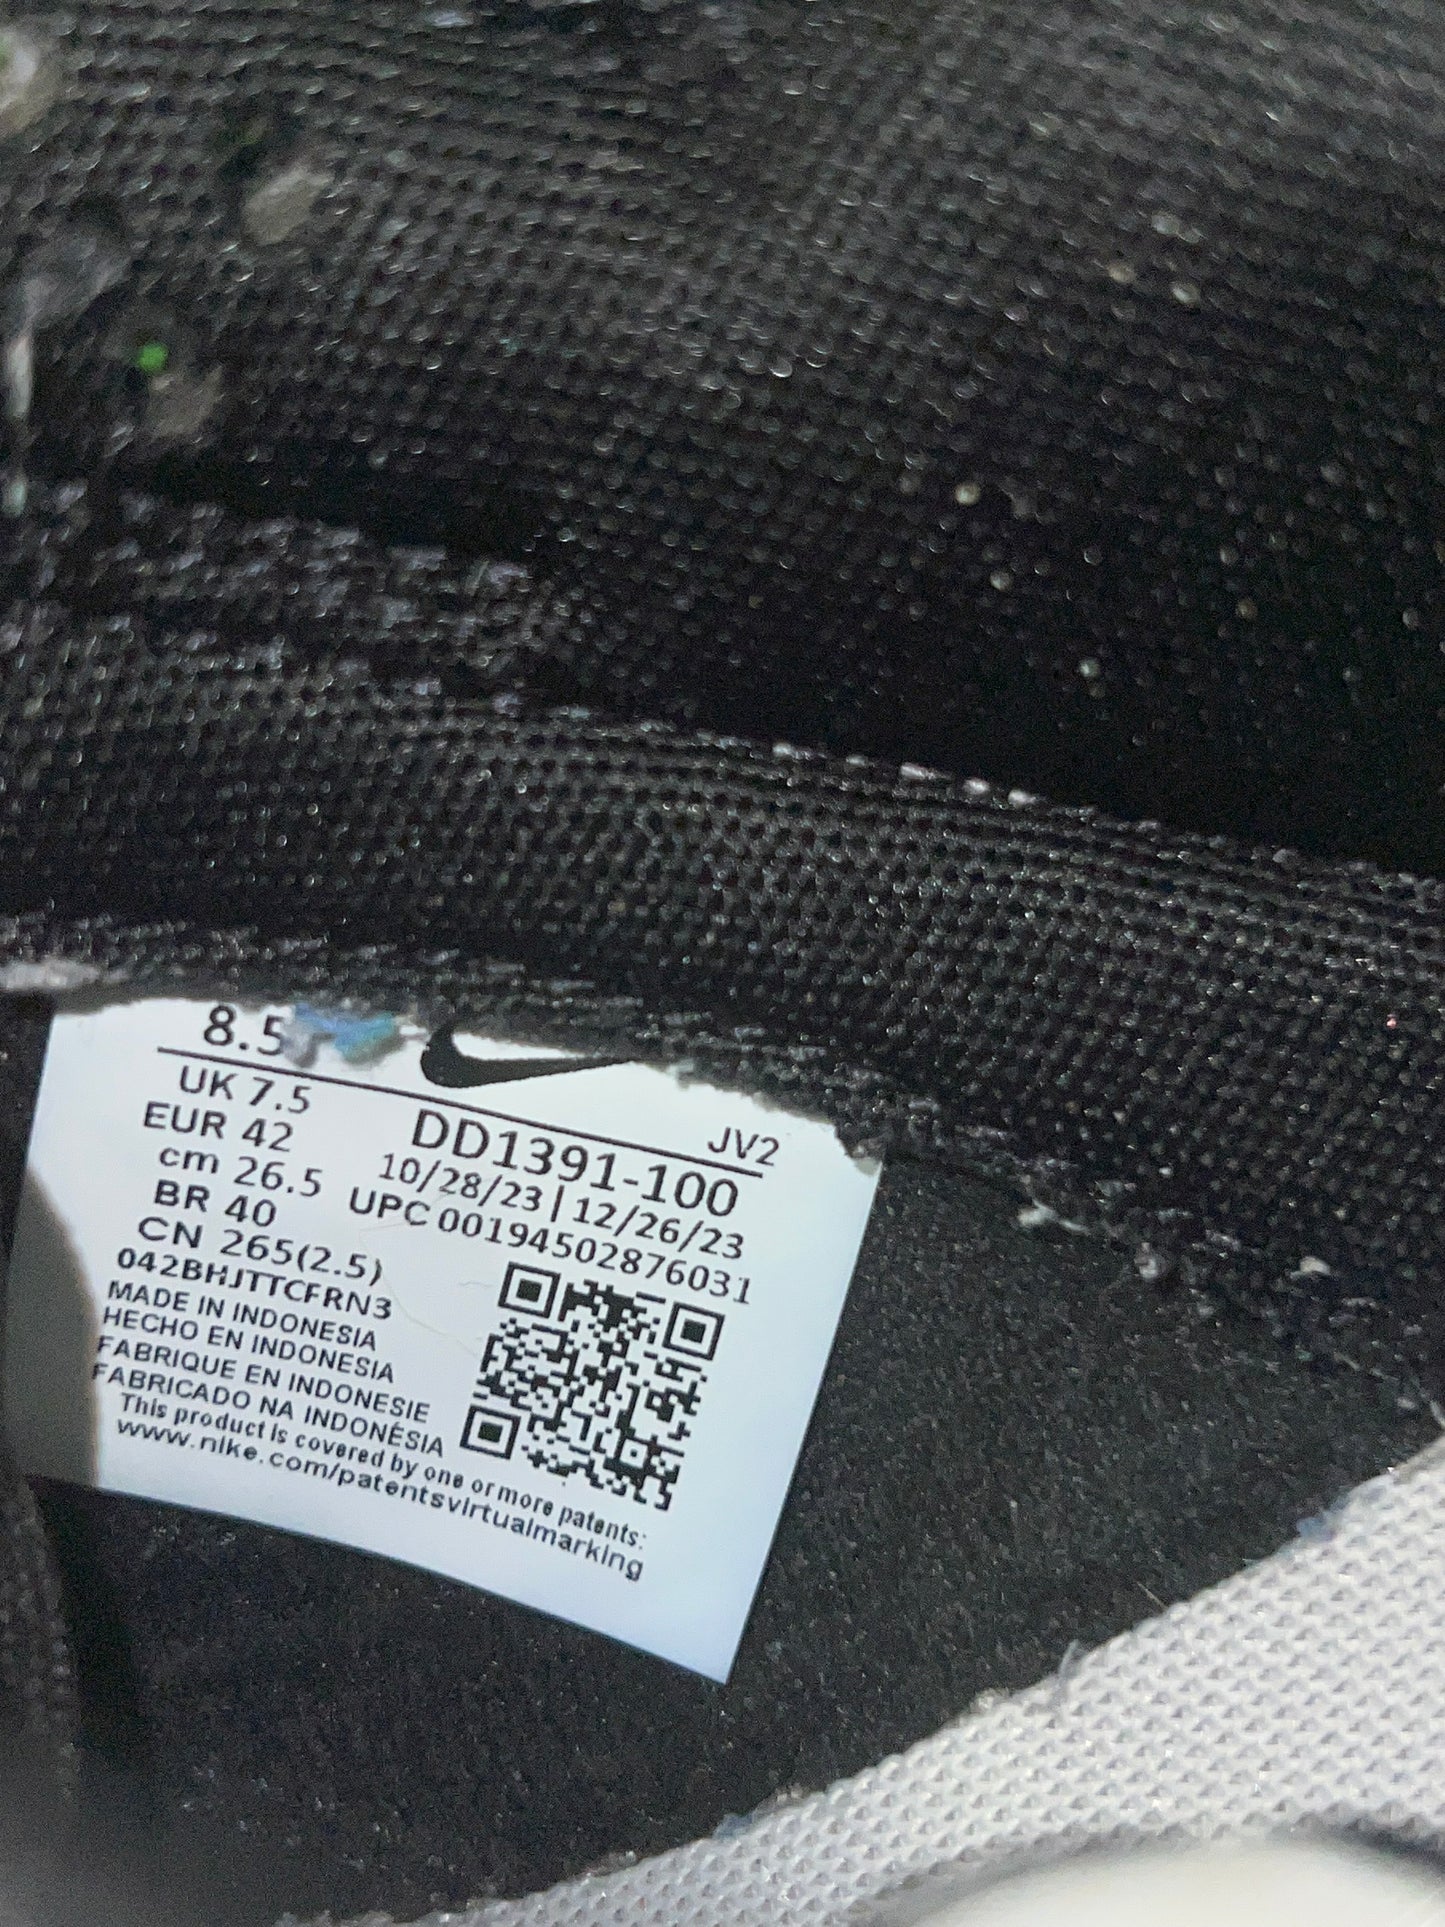 8.5
UK 7.5
EUR 42
cm 26.5
BR 40
CN 265(2.5)
042BHJTTCFRN3
JV2
DD1391-100
10/28/23 | 12/26/23
UPC 00194502876031
MADE IN INDONESIA
HECHO EN INDONESIA
FABRIQUE EN INDONESIE
FABRICADO NA INDONÉSIA
This product is covered by one or more patents:
www.nike.com/patentsvirtualmarking